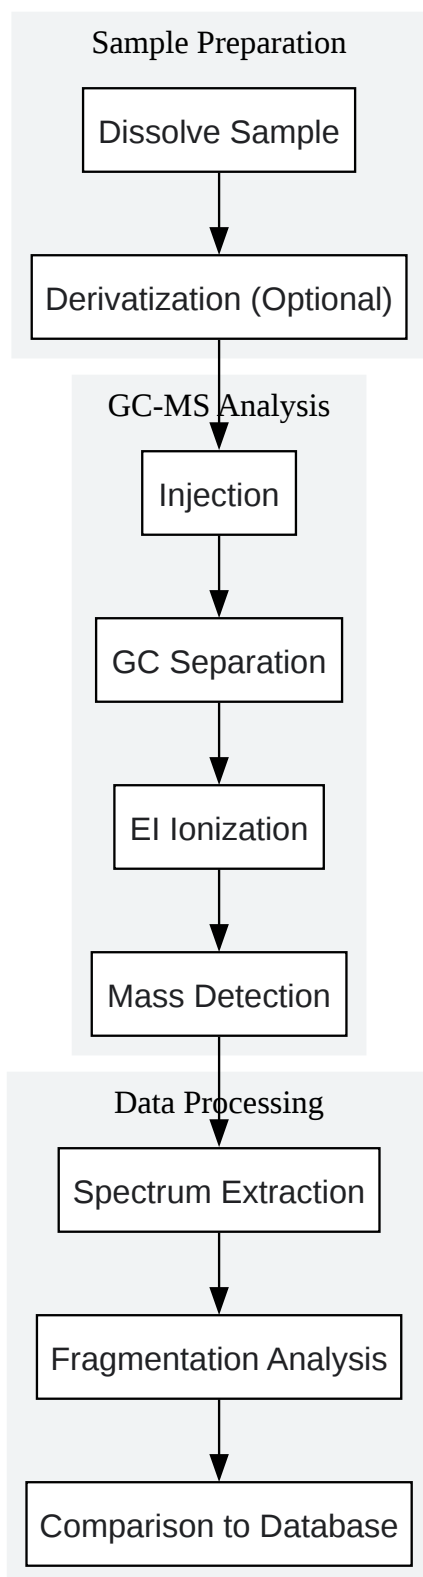 Sample Preparation
Dissolve Sample
Derivatization (Optional)
GC-MS Analysis
Injection
GC Separation
EI Ionization
Mass Detection
Data Processing
Spectrum Extraction
Fragmentation Analysis
Comparison to Database